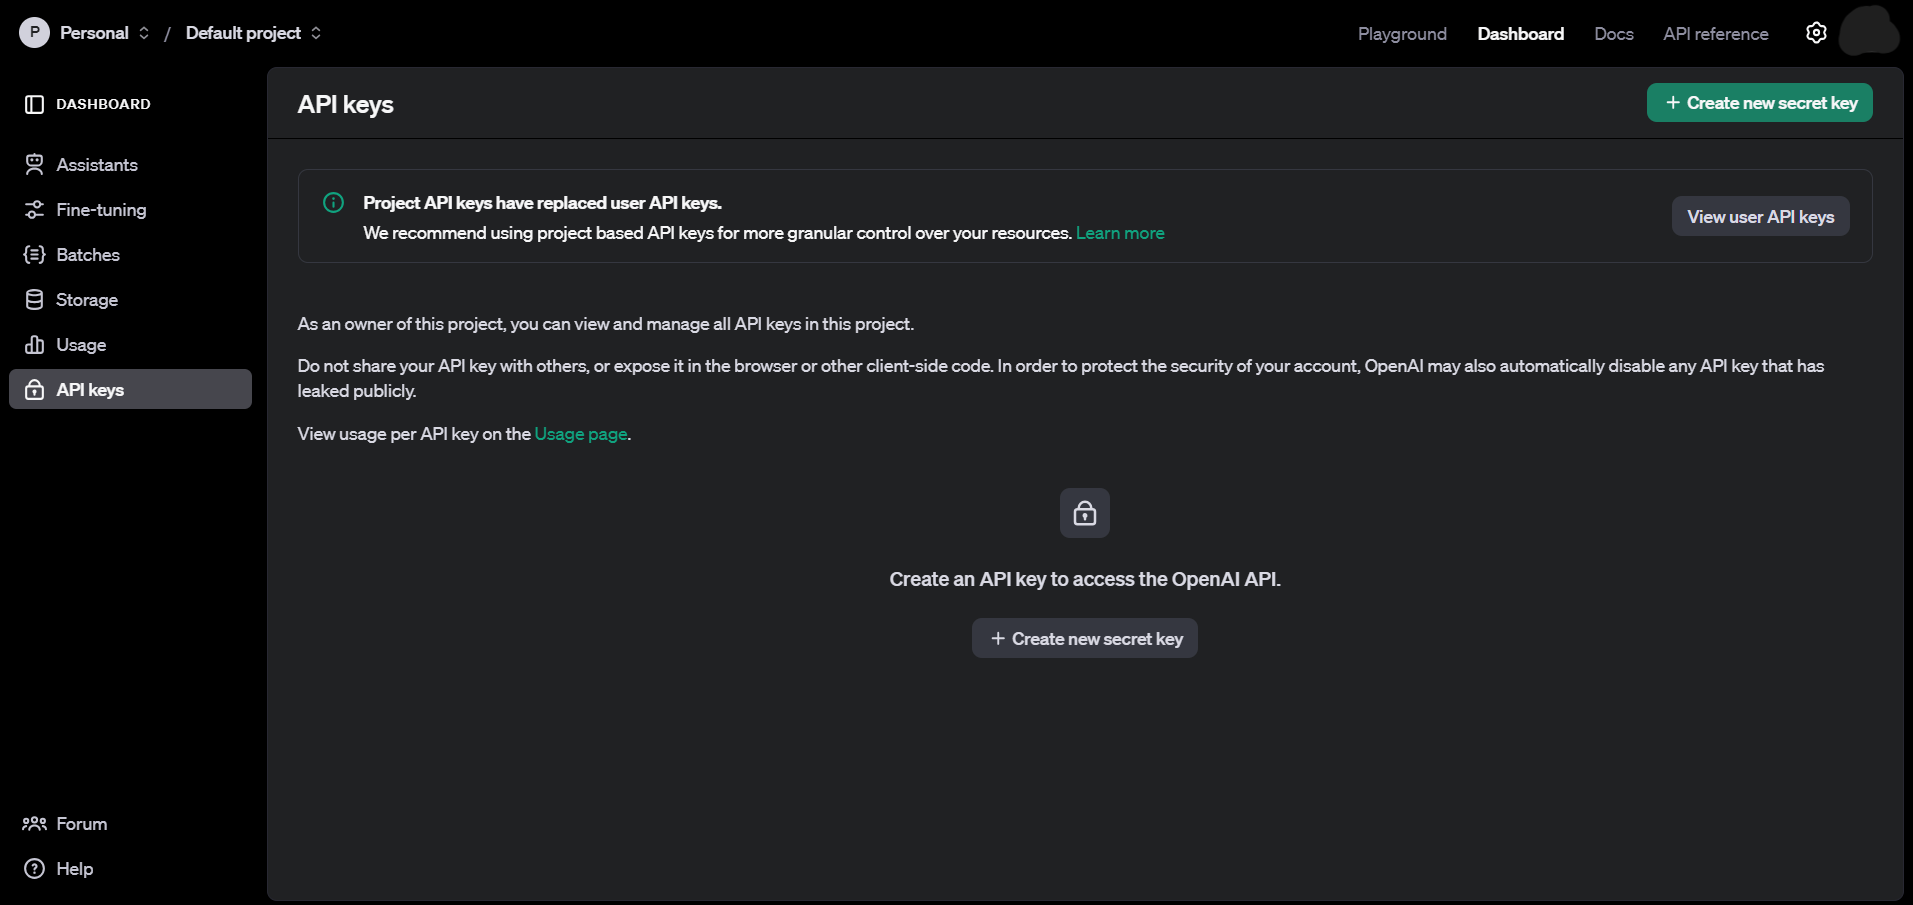 P Personal / Default project
Playground Dashboard Docs API reference
DASHBOARD
Assistants
Fine-tuning
Batches
Storage
Usage
API keys
Forum
Help
API keys
+ Create new secret key
Project API keys have replaced user API keys.
We recommend using project based API keys for more granular control over your resources. Learn more
View user API keys
As an owner of this project, you can view and manage all API keys in this project.
Do not share your API key with others, or expose it in the browser or other client-side code. In order to protect the security of your account, OpenAI may also automatically disable any API key that has
leaked publicly.
View usage per API key on the Usage page.
Create an API key to access the OpenAI API.
+ Create new secret key